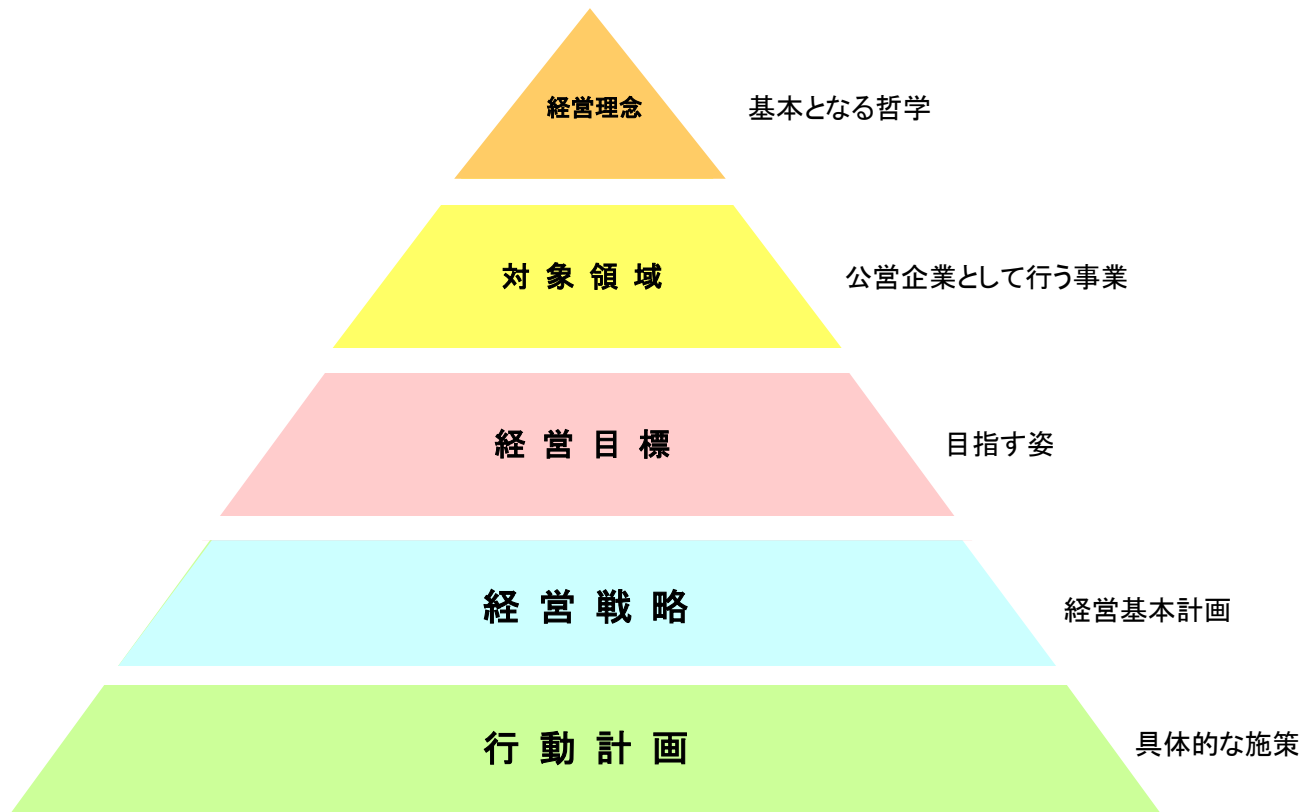 経営理念
基本となる哲学
対象領域
公営企業として行う事業
経営目標
目指す姿
経営戦略
経営基本計画
行動計画
具体的な施策